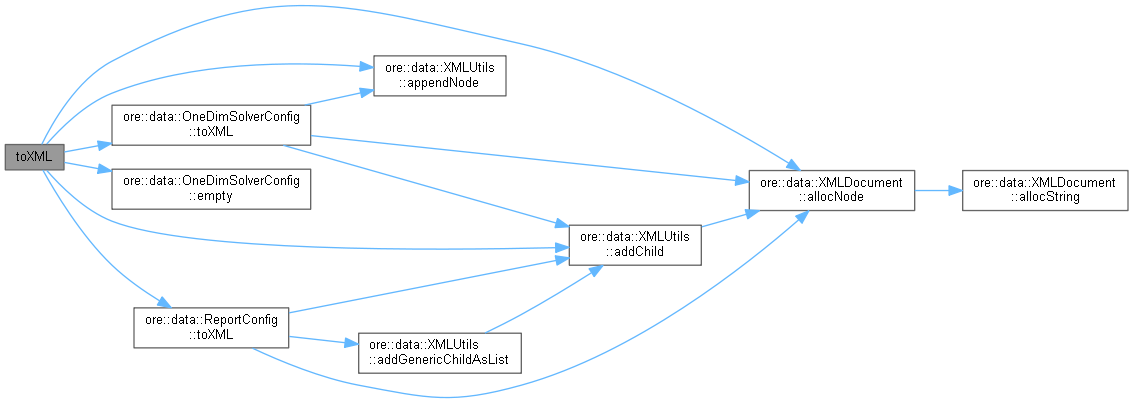 toXML
ore::data::XMLUtils
::appendNode
ore::data::OneDimSolverConfig
::toXML
ore::data::OneDimSolverConfig
::empty
ore::data::XMLDocument
::allocNode
ore::data::XMLDocument
::allocString
ore::data::XMLUtils
::addChild
ore::data::ReportConfig
::toXML
ore::data::XMLUtils
::addGenericChildAsList